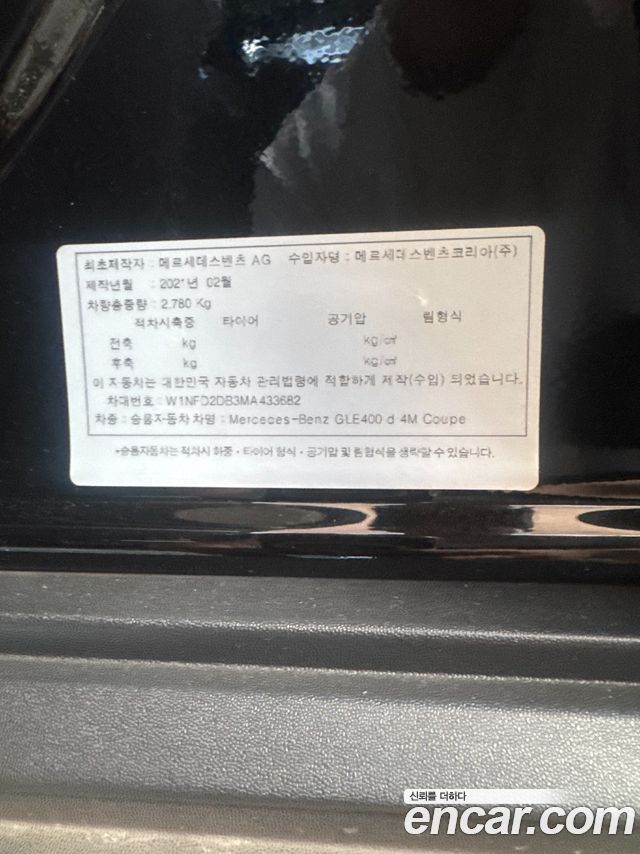 최초제작자 : 메르세데스벤츠 AG 수입자명 : 메르세데스벤츠코리아(주)
제작년월 : 2021년 02월
차량총중량 : 2,780 Kg
적차시축중 타이어 공기압 림형식
전축 kg kg/㎠
후축 kg kg/㎠
이 자동차는 대한민국 자동차 관리법령에 적합하게 제작(수입) 되었습니다.
차대번호 : W1NFD2DB3MA433682
차종 : 승용자동차 차명 : Mercedes-Benz GLE400 d 4M Coupe
*승용자동차는 적차시 하중·타이어 형식·공기압 및 림형식을 생략할 수 있습니다.
신뢰를 더하다
encar.com